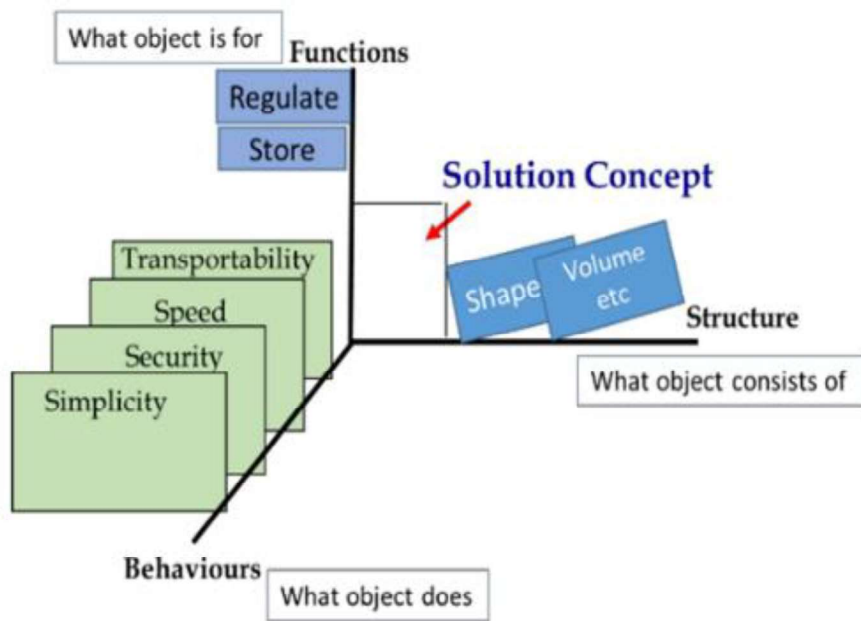 What object is for
Functions
Regulate
Store
Solution Concept
Transportability
Speed
Security
Simplicity
Shape
Volume
etc
Structure
What object consists of
Behaviours
What object does